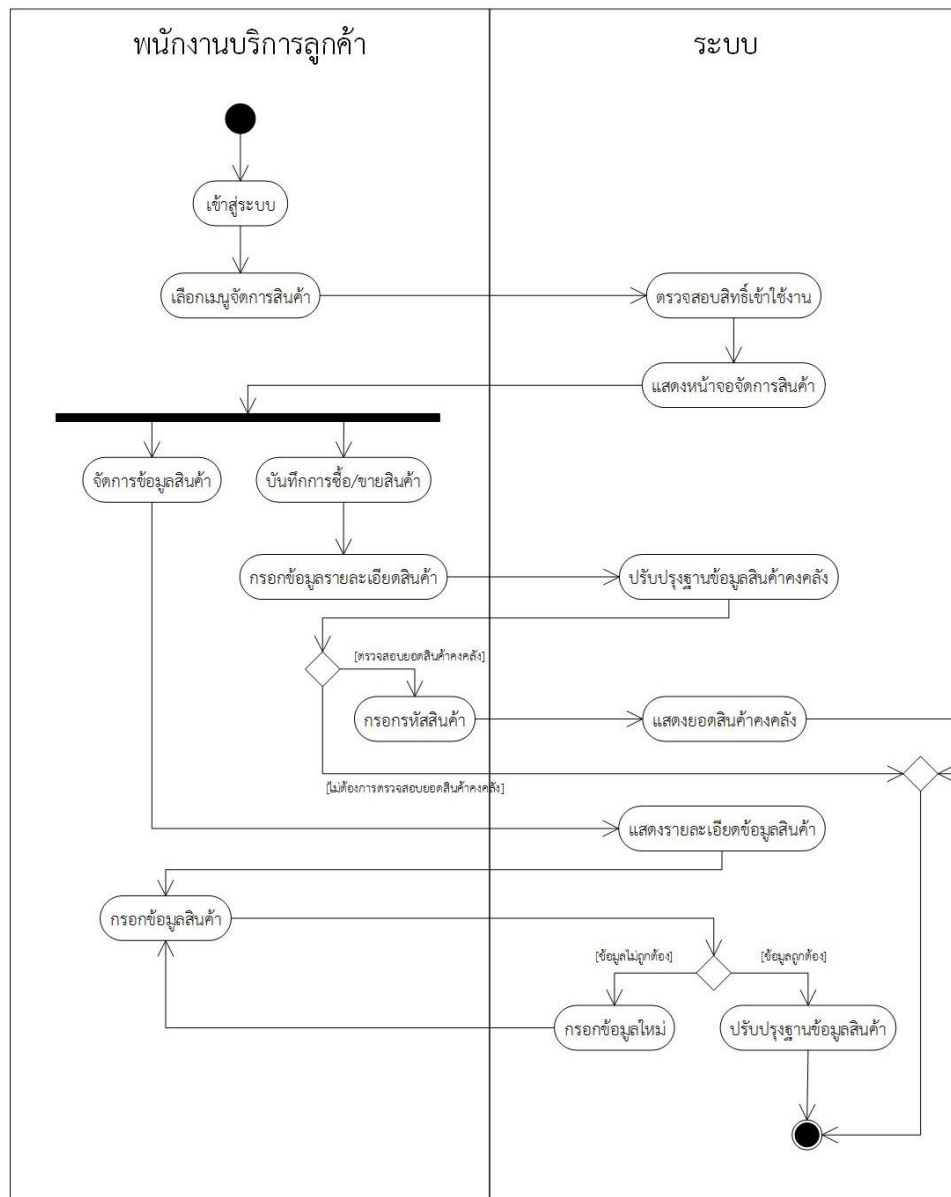 พนักงานบริการลูกค้า
ระบบ
เข้าสู่ระบบ
เลือกเมนูจัดการสินค้า
ตรวจสอบสิทธิ์เข้าใช้งาน
แสดงหน้าจอจัดการสินค้า
จัดการข้อมูลสินค้า
บันทึกการซื้อ/ขายสินค้า
กรอกข้อมูลรายละเอียดสินค้า
ปรับปรุงฐานข้อมูลสินค้าคงคลัง
[ตรวจสอบยอดสินค้าคงคลัง]
กรอกรหัสสินค้า
แสดงยอดสินค้าคงคลัง
[ไม่ต้องการตรวจสอบยอดสินค้าคงคลัง]
แสดงรายละเอียดข้อมูลสินค้า
กรอกข้อมูลสินค้า
[ข้อมูลไม่ถูกต้อง]
[ข้อมูลถูกต้อง]
กรอกข้อมูลใหม่
ปรับปรุงฐานข้อมูลสินค้า